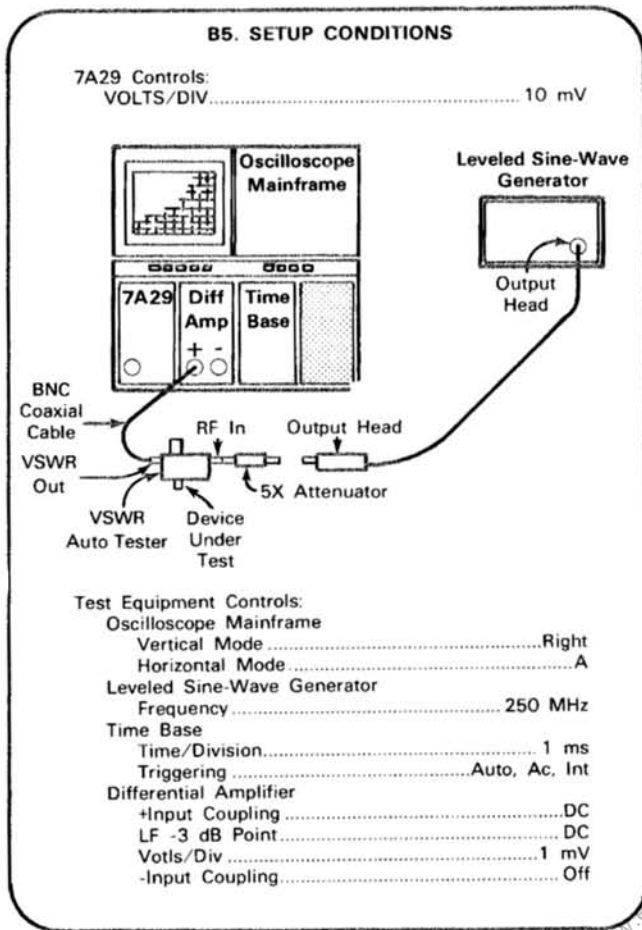 B5. SETUP CONDITIONS
7A29 Controls:
VOLTS/DIV.......................................................... 10 mV
Oscilloscope
Mainframe
Leveled Sine-Wave
Generator
7A29
Diff
Amp
+ -
Time
Base
Output
Head
BNC
Coaxial
Cable
RF In
Output Head
VSWR
Out
5X Attenuator
VSWR
Auto Tester
Device
Under
Test
Test Equipment Controls:
Oscilloscope Mainframe
Vertical Mode..................................................Right
Horizontal Mode....................................................A
Leveled Sine-Wave Generator
Frequency................................................ 250 MHz
Time Base
Time/Division............................................... 1 ms
Triggering......................................Auto, Ac, Int
Differential Amplifier
+Input Coupling...................................................DC
LF -3 dB Point....................................................DC
Votls/Div.....................................................1 mV
-Input Coupling..................................................Off